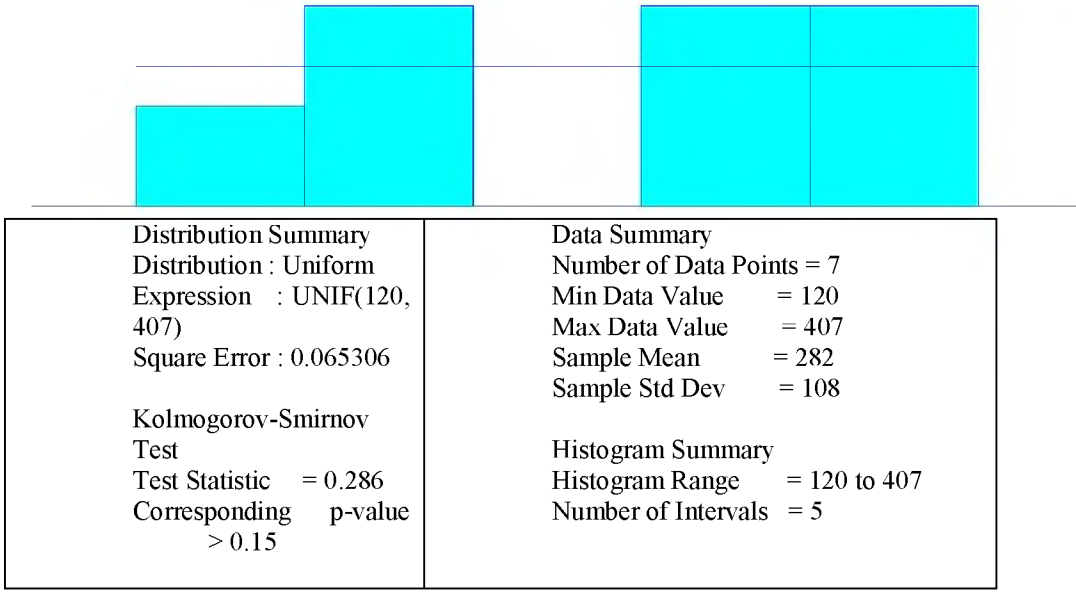 Distribution Summary
Distribution : Uniform
Expression : UNIF(120,
407)
Square Error : 0.065306
Kolmogorov-Smirnov
Test
Test Statistic = 0.286
Corresponding p-value
> 0.15
Data Summary
Number of Data Points = 7
Min Data Value = 120
Max Data Value = 407
Sample Mean = 282
Sample Std Dev = 108
Histogram Summary
Histogram Range = 120 to 407
Number of Intervals = 5